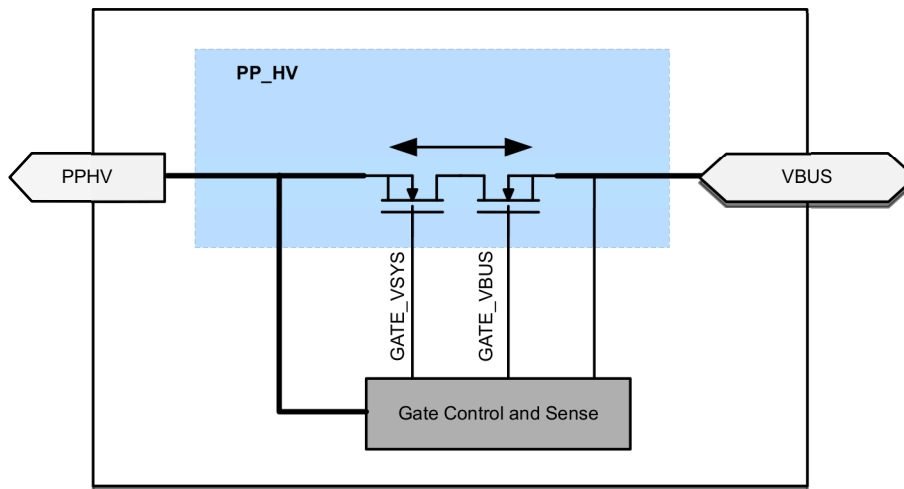 PP_HV
PPHV
VBUS
GATE_VSYS
GATE_VBUS
Gate Control and Sense